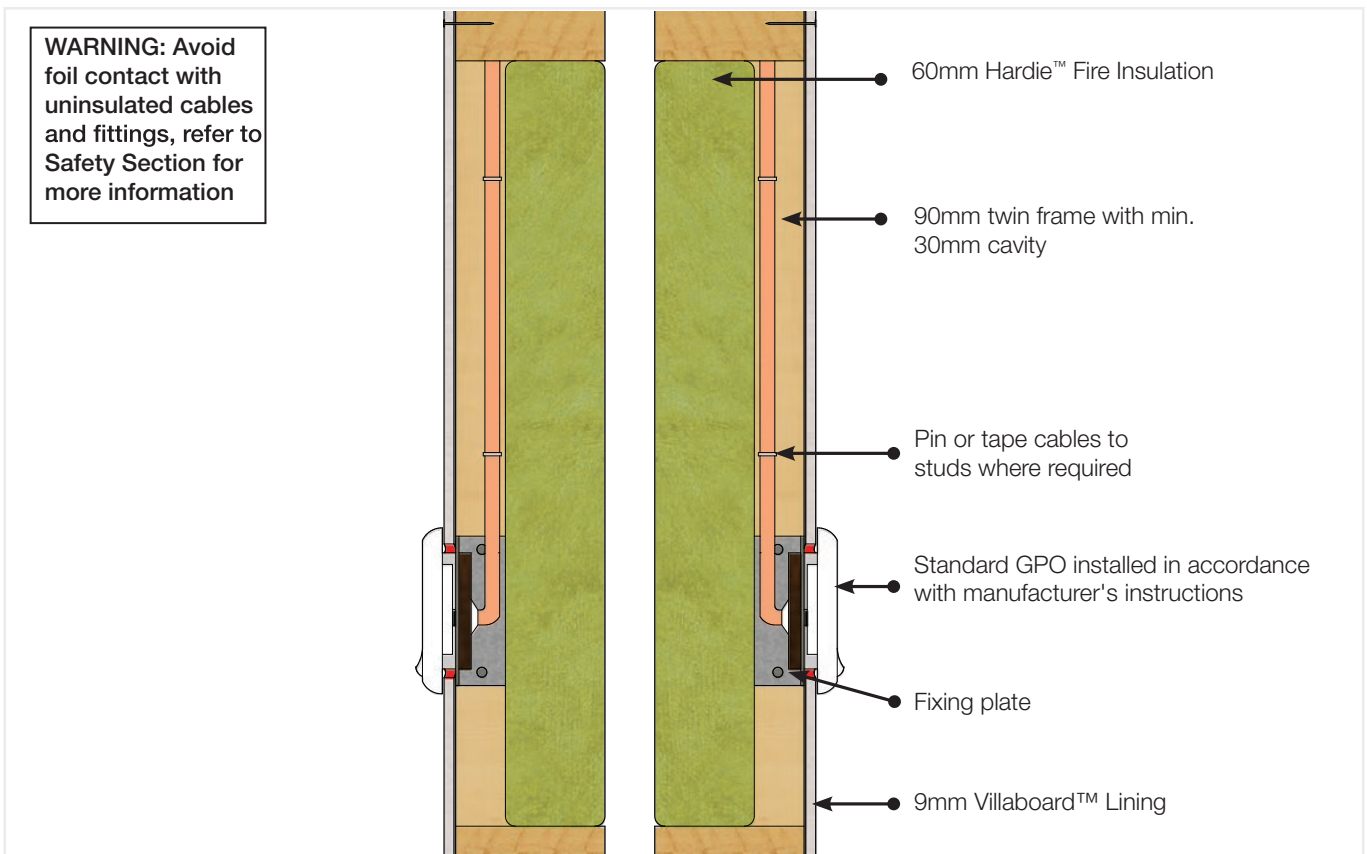 WARNING: Avoid
foil contact with
uninsulated cables
and fittings, refer to
Safety Section for
more information
60mm Hardie™ Fire Insulation
90mm twin frame with min.
30mm cavity
Pin or tape cables to
studs where required
Standard GPO installed in accordance
with manufacturer's instructions
Fixing plate
9mm Villaboard™ Lining